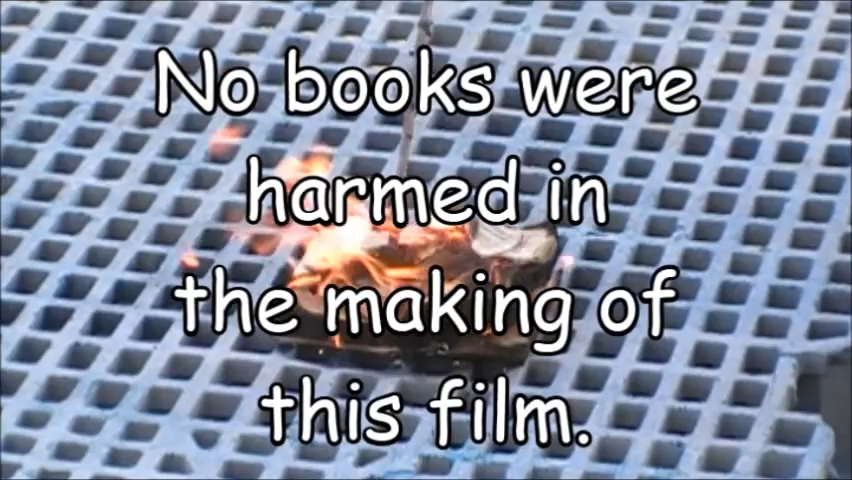 No books were
harmed in
the making of
this film.